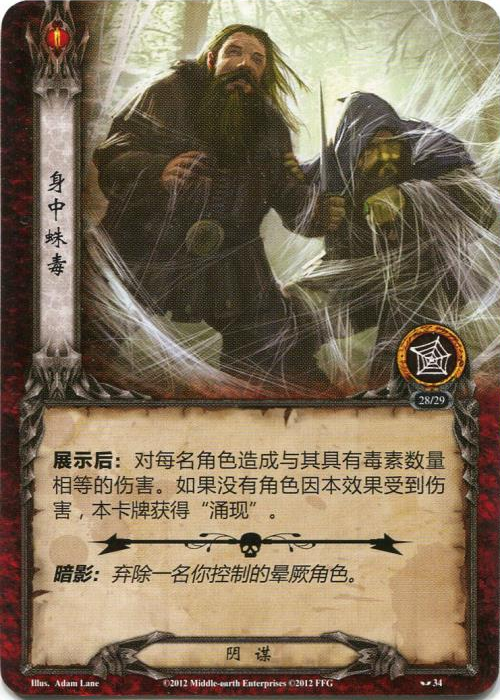 身中蛛毒
28/29
展示后：对每名角色造成与其具有毒素数量
相等的伤害。如果没有角色因本效果受到伤
害，本卡牌获得“涌现”。
暗影：弃除一名你控制的晕厥角色。
阴谋
Illus. Adam Lane
©2012 Middle-earth Enterprises ©2012 FFG
34